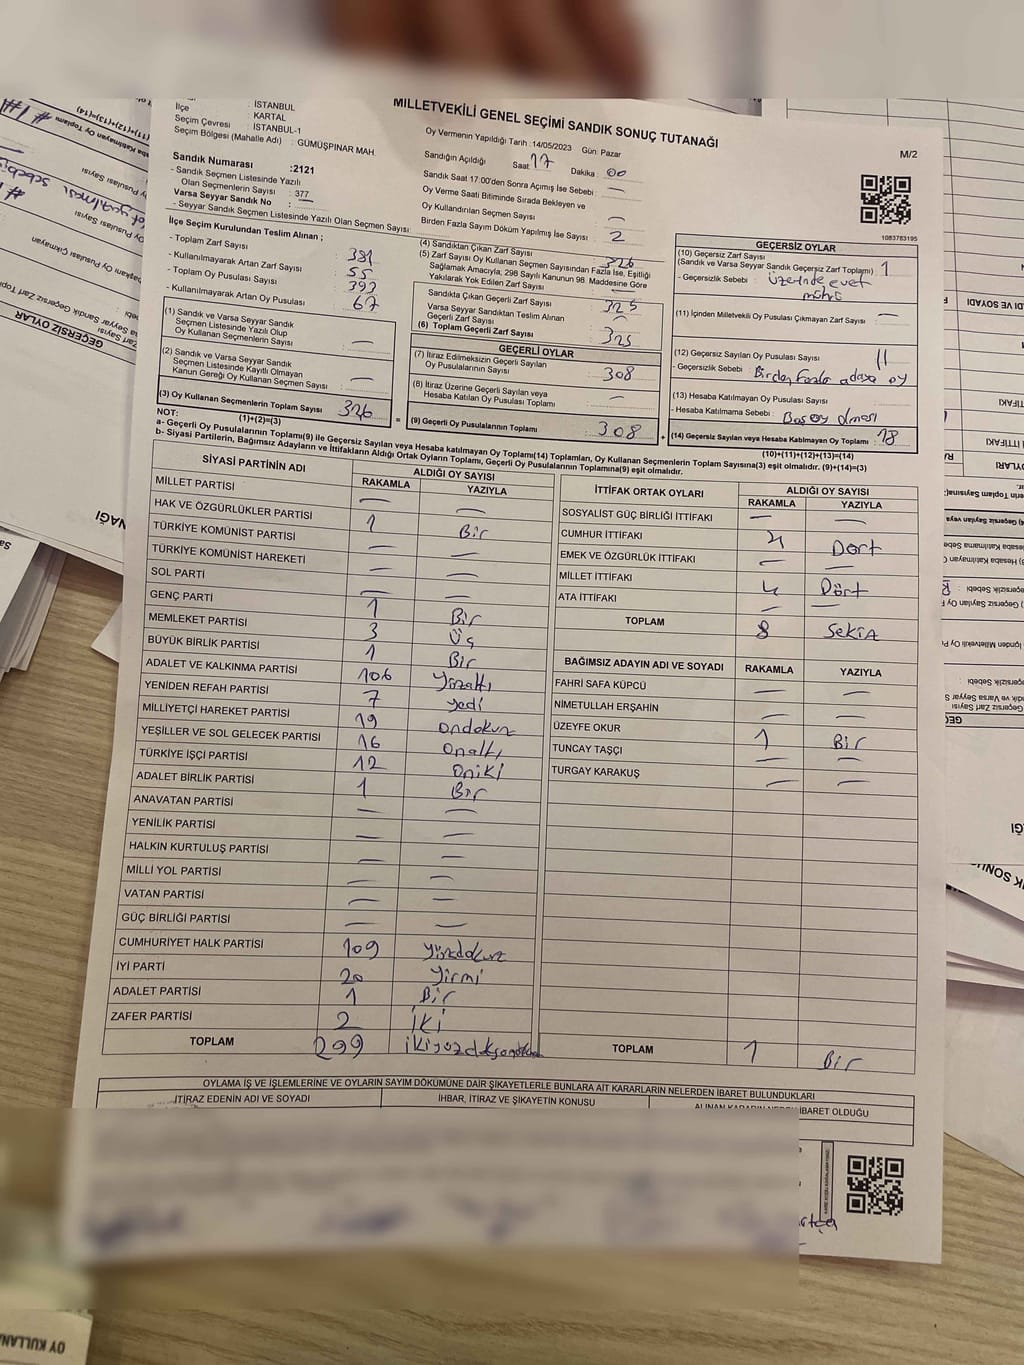 İSTANBUL
İlçe : KARTAL
Seçim Çevresi : İSTANBUL-1
Seçim Bölgesi (Mahalle Adı) : GÜMÜŞPINAR MAH.
MİLLETVEKİLİ GENEL SEÇİMİ SANDIK SONUÇ TUTANAĞI
M/2
Oy Vermenin Yapıldığı Tarih : 14/05/2023 Gün: Pazar
Sandığın Açıldığı Saat 17 Dakika : 00
Sandık Saat 17:00'den Sonra Açılmış İse Sebebi : —
Oy Verme Saati Bitiminde Sırada Bekleyen ve
Oy Kullandırılan Seçmen Sayısı —
Birden Fazla Sayım Döküm Yapılmış İse Sayısı 2
Sandık Numarası :2121
- Sandık Seçmen Listesinde Yazılı
Olan Seçmenlerin Sayısı : 377
Varsa Seyyar Sandık No : —
- Seyyar Sandık Seçmen Listesinde Yazılı Olan Seçmen Sayısı:
1083783195
İlçe Seçim Kurulundan Teslim Alınan ;
- Toplam Zarf Sayısı 381
- Kullanılmayarak Artan Zarf Sayısı 55
- Toplam Oy Pusulası Sayısı 393
- Kullanılmayarak Artan Oy Pusulası 67
(1) Sandık ve Varsa Seyyar Sandık
Seçmen Listesinde Yazılı Olup
Oy Kullanan Seçmenlerin Sayısı —
(2) Sandık ve Varsa Seyyar Sandık
Seçmen Listesinde Kayıtlı Olmayan
Kanun Gereği Oy Kullanan Seçmen Sayısı —
(3) Oy Kullanan Seçmenlerin Toplam Sayısı 326
(1)+(2)=(3)
(4) Sandıktan Çıkan Zarf Sayısı 326
(5) Zarf Sayısı Oy Kullanan Seçmen Sayısından Fazla İse, Eşitliği
Sağlamak Amacıyla, 298 Sayılı Kanunun 98. Maddesine Göre
Yakılarak Yok Edilen Zarf Sayısı —
Sandıkta Çıkan Geçerli Zarf Sayısı 325
Varsa Seyyar Sandıktan Teslim Alınan
Geçerli Zarf Sayısı —
(6) Toplam Geçerli Zarf Sayısı 325
GEÇERLİ OYLAR
(7) İtiraz Edilmeksizin Geçerli Sayılan
Oy Pusulalarının Sayısı 308
(8) İtiraz Üzerine Geçerli Sayılan veya
Hesaba Katılan Oy Pusulası Toplamı —
(9) Geçerli Oy Pusulalarının Toplamı 308
GEÇERSİZ OYLAR
(10) Geçersiz Zarf Sayısı
(Sandık ve Varsa Seyyar Sandık Geçersiz Zarf Toplamı) 1
- Geçersizlik Sebebi : Üzerinde evet
mührü
(11) İçinden Milletvekili Oy Pusulası Çıkmayan Zarf Sayısı —
(12) Geçersiz Sayılan Oy Pusulası Sayısı 11
- Geçersizlik Sebebi : Birden fazla adaya oy
(13) Hesaba Katılmayan Oy Pusulası Sayısı
- Hesaba Katılmama Sebebi : Boş oy olması
(14) Geçersiz Sayılan veya Hesaba Katılmayan Oy Toplamı 18
(10)+(11)+(12)+(13)=(14)
NOT:
a- Geçerli Oy Pusulalarının Toplamı(9) ile Geçersiz Sayılan veya Hesaba katılmayan Oy Toplamı(14) Toplamları, Oy Kullanan Seçmenlerin Toplam Sayısına(3) eşit olmalıdır. (9)+(14)=(3)
b- Siyasi Partilerin, Bağımsız Adayların ve İttifakların Aldığı Ortak Oyların Toplamı, Geçerli Oy Pusulalarının Toplamına(9) eşit olmalıdır.
SİYASİ PARTİNİN ADI ALDIĞI OY SAYISI
RAKAMLA YAZIYLA
MİLLET PARTİSİ — —
HAK VE ÖZGÜRLÜKLER PARTİSİ 1 Bir
TÜRKİYE KOMÜNİST PARTİSİ — —
TÜRKİYE KOMÜNİST HAREKETİ — —
SOL PARTİ — —
GENÇ PARTİ 1 Bir
MEMLEKET PARTİSİ 3 Üç
BÜYÜK BİRLİK PARTİSİ 1 Bir
ADALET VE KALKINMA PARTİSİ 106 Yüzaltı
YENİDEN REFAH PARTİSİ 7 yedi
MİLLİYETÇİ HAREKET PARTİSİ 19 ondokuz
YEŞİLLER VE SOL GELECEK PARTİSİ 16 onaltı
TÜRKİYE İŞÇİ PARTİSİ 12 oniki
ADALET BİRLİK PARTİSİ 1 Bir
ANAVATAN PARTİSİ — —
YENİLİK PARTİSİ — —
HALKIN KURTULUŞ PARTİSİ — —
MİLLİ YOL PARTİSİ — —
VATAN PARTİSİ — —
GÜÇ BİRLİĞİ PARTİSİ — —
CUMHURİYET HALK PARTİSİ 109 yüzdokuz
İYİ PARTİ 20 Yirmi
ADALET PARTİSİ 1 Bir
ZAFER PARTİSİ 2 iki
TOPLAM 299
İTTİFAK ORTAK OYLARI ALDIĞI OY SAYISI
RAKAMLA YAZIYLA
SOSYALİST GÜÇ BİRLİĞİ İTTİFAKI — —
CUMHUR İTTİFAKI 4 Dört
EMEK VE ÖZGÜRLÜK İTTİFAKI — —
MİLLET İTTİFAKI 4 Dört
ATA İTTİFAKI — —
TOPLAM 8 Sekiz
BAĞIMSIZ ADAYIN ADI VE SOYADI RAKAMLA YAZIYLA
FAHRİ SAFA KÜPCÜ — —
NİMETULLAH ERŞAHİN — —
ÜZEYFE OKUR 1 Bir
TUNCAY TAŞÇI — —
TURGAY KARAKUŞ — —
TOPLAM 1 Bir
OYLAMA İŞ VE İŞLEMLERİNE VE OYLARIN SAYIM DÖKÜMÜNE DAİR ŞİKAYETLERLE BUNLARA AİT KARARLARIN NELERDEN İBARET BULUNDUKLARI
İTİRAZ EDENİN ADI VE SOYADI
İHBAR, İTİRAZ VE ŞİKAYETİN KONUSU
İBARET OLDUĞU
GEÇERSİZ OYLAR